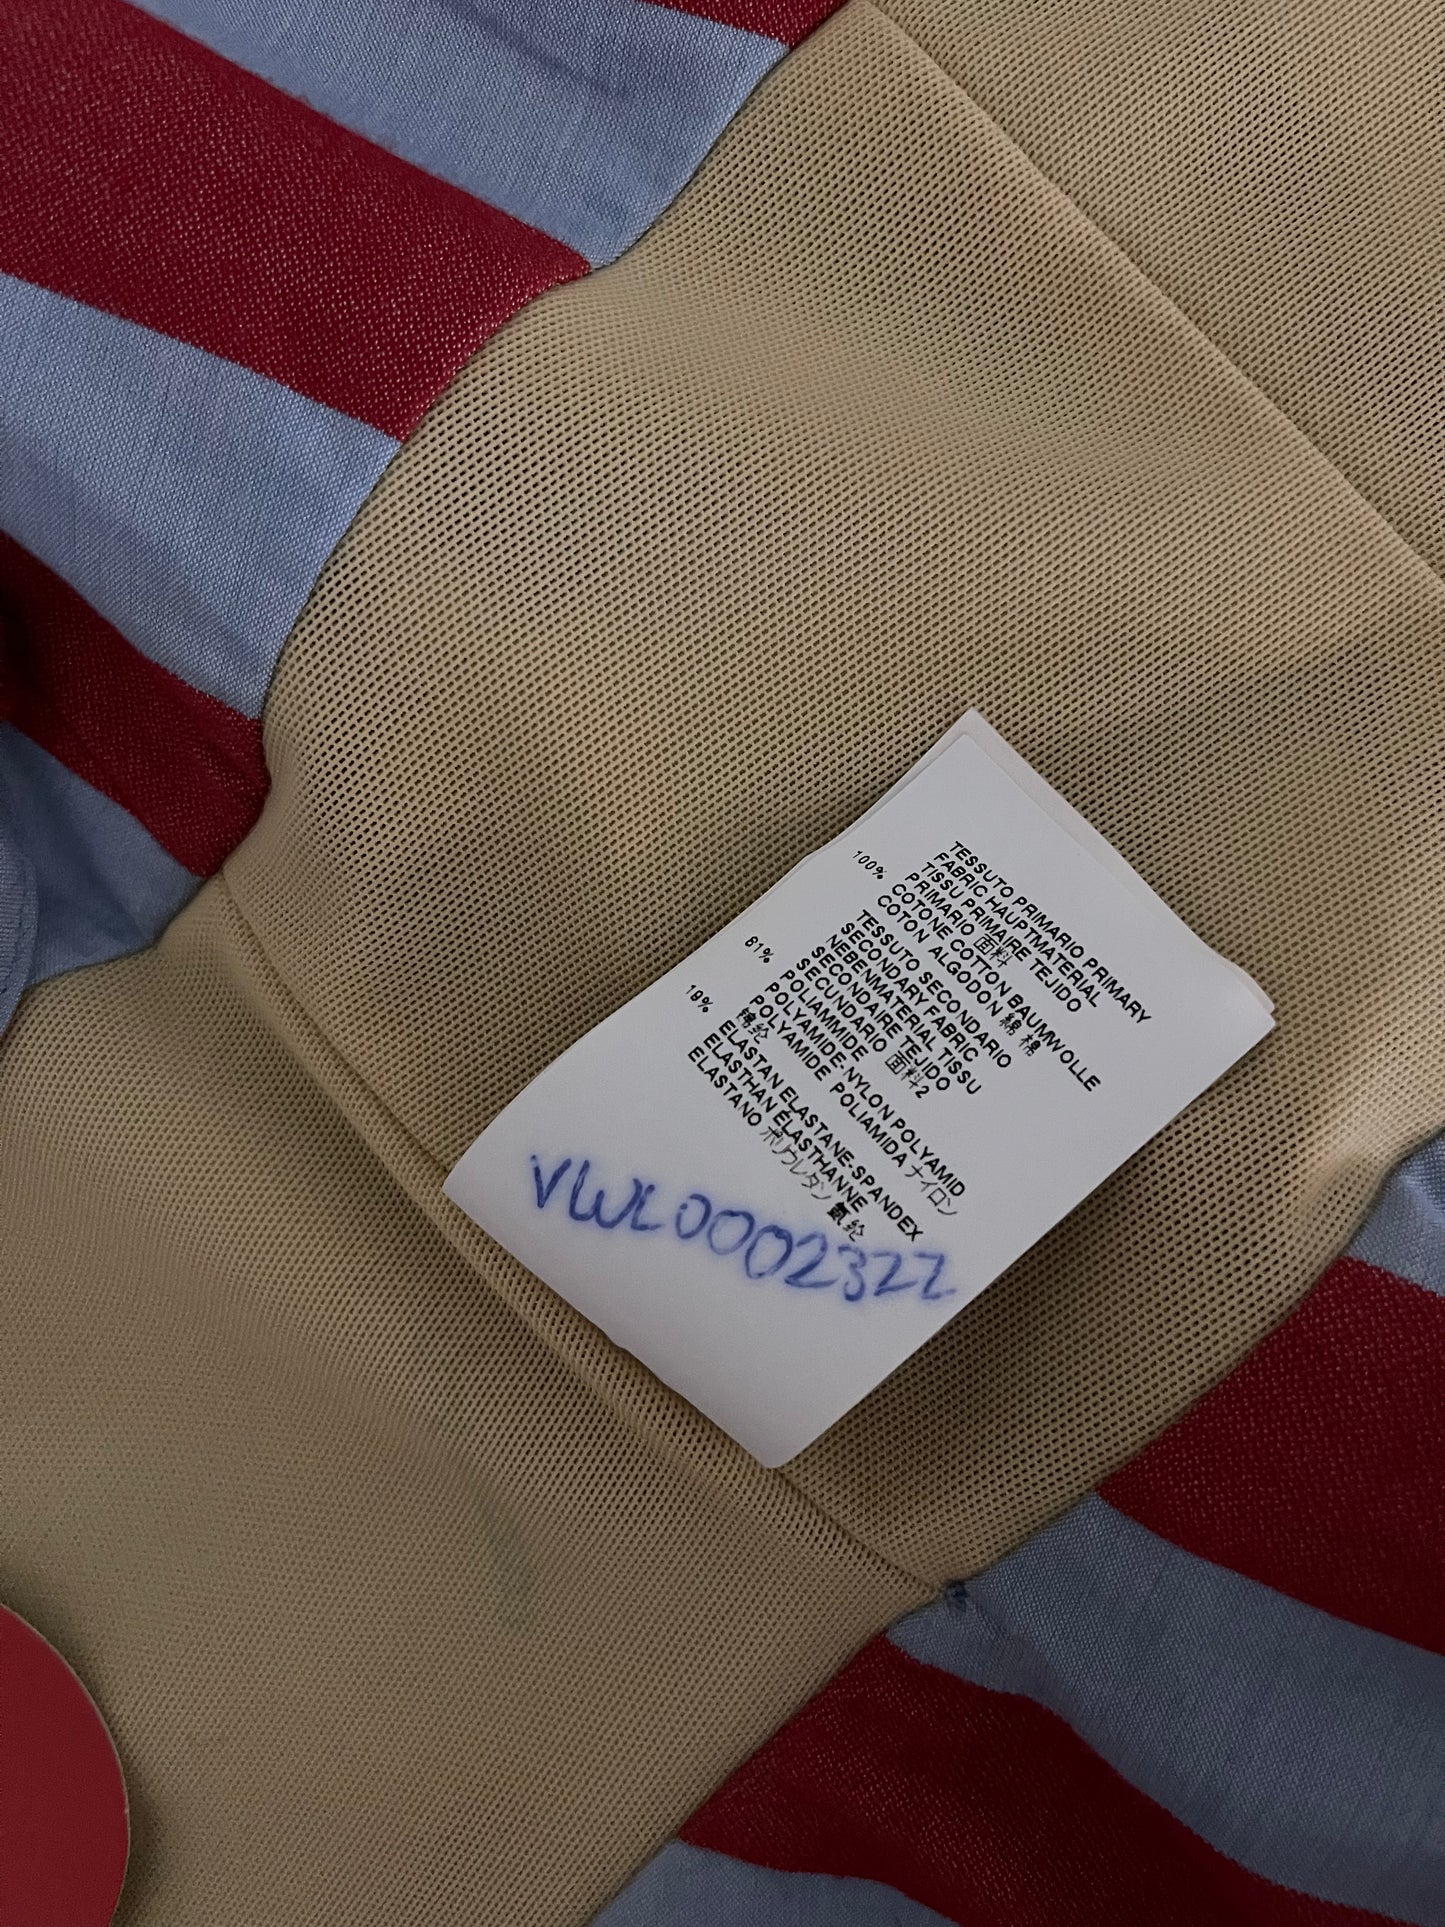 TESSUTO PRIMARIO PRIMARY
FABRIC HAUPTMATERIAL
TISSU PRIMAIRE TEJIDO
PRIMARIO 面料
100% COTONE COTTON BAUMWOLLE
COTON ALGODON 綿 棉
TESSUTO SECONDARIO
SECONDARY FABRIC
NEBENMATERIAL TISSU
SECONDAIRE TEJIDO
SECUNDARIO 面料2
81% POLIAMMIDE
POLYAMIDE-NYLON POLYAMID
POLYAMIDE POLIAMIDA ナイロン
锦纶
19% ELASTAN ELASTANE-SPANDEX
ELASTHAN ELASTHANNE
ELASTANO ポリウレタン 氨纶
VWL0002322